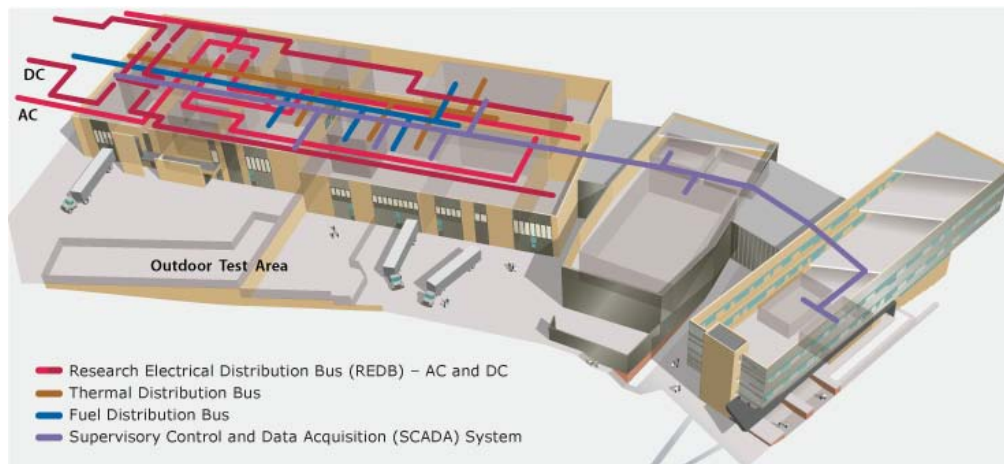 DC
AC
Outdoor Test Area
Research Electrical Distribution Bus (REDB) – AC and DC
Thermal Distribution Bus
Fuel Distribution Bus
Supervisory Control and Data Acquisition (SCADA) System